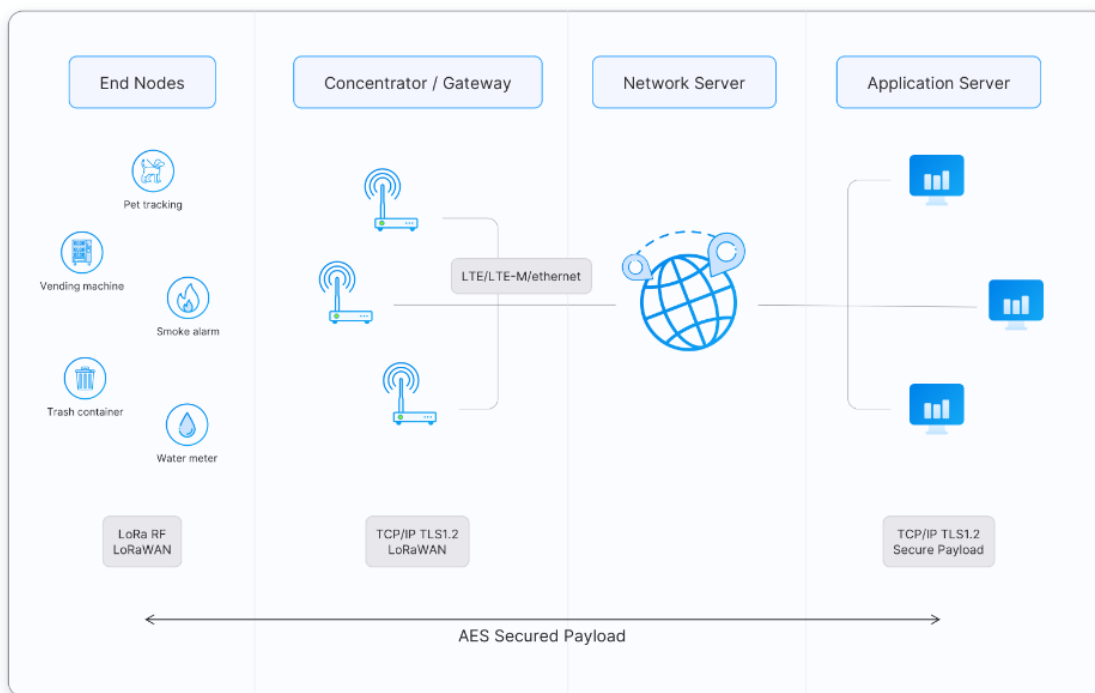 End Nodes
Concentrator / Gateway
Network Server
Application Server
Pet tracking
Vending machine
Smoke alarm
Trash container
Water meter
LTE/LTE-M/ethernet
LoRa RF
LoRaWAN
TCP/IP TLS1.2
LoRaWAN
TCP/IP TLS1.2
Secure Payload
AES Secured Payload